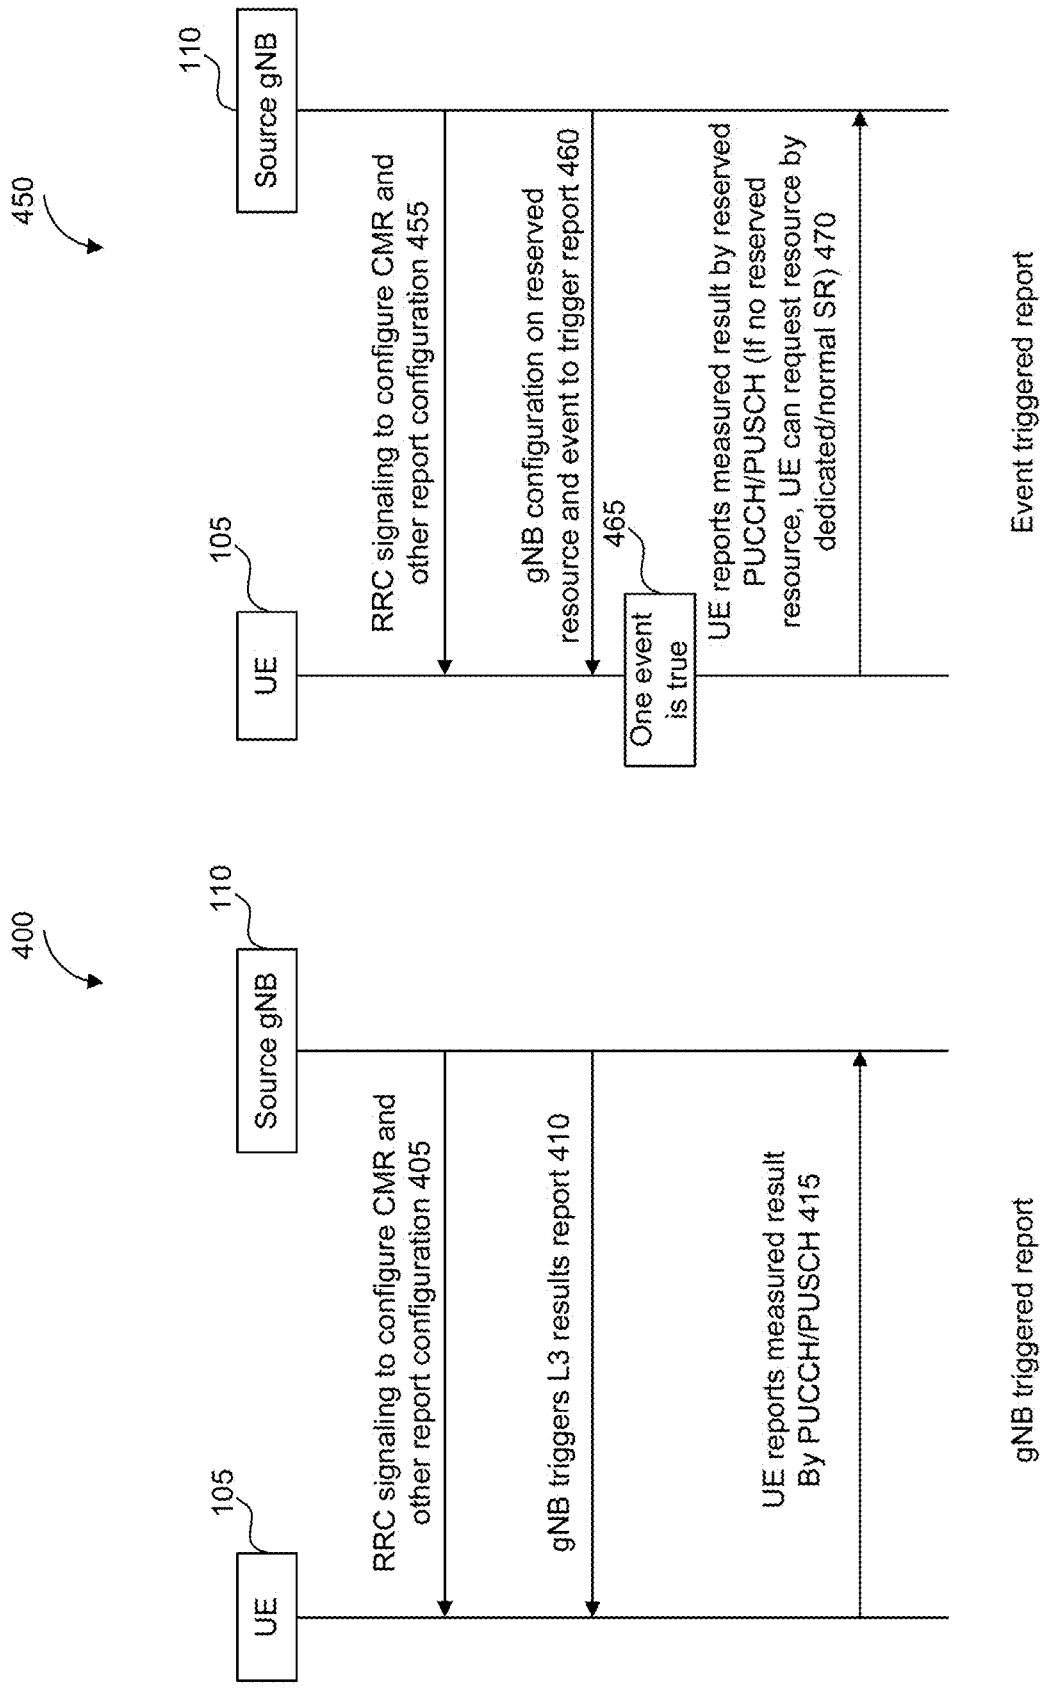 400
UE
105
Source gNB
110
RRC signaling to configure CMR and
other report configuration 405
gNB triggers L3 results report 410
UE reports measured result
By PUCCH/PUSCH 415
gNB triggered report
450
UE
105
Source gNB
110
RRC signaling to configure CMR and
other report configuration 455
gNB configuration on reserved
resource and event to trigger report 460
One event
is true
465
UE reports measured result by reserved
PUCCH/PUSCH (If no reserved
resource, UE can request resource by
dedicated/normal SR) 470
Event triggered report